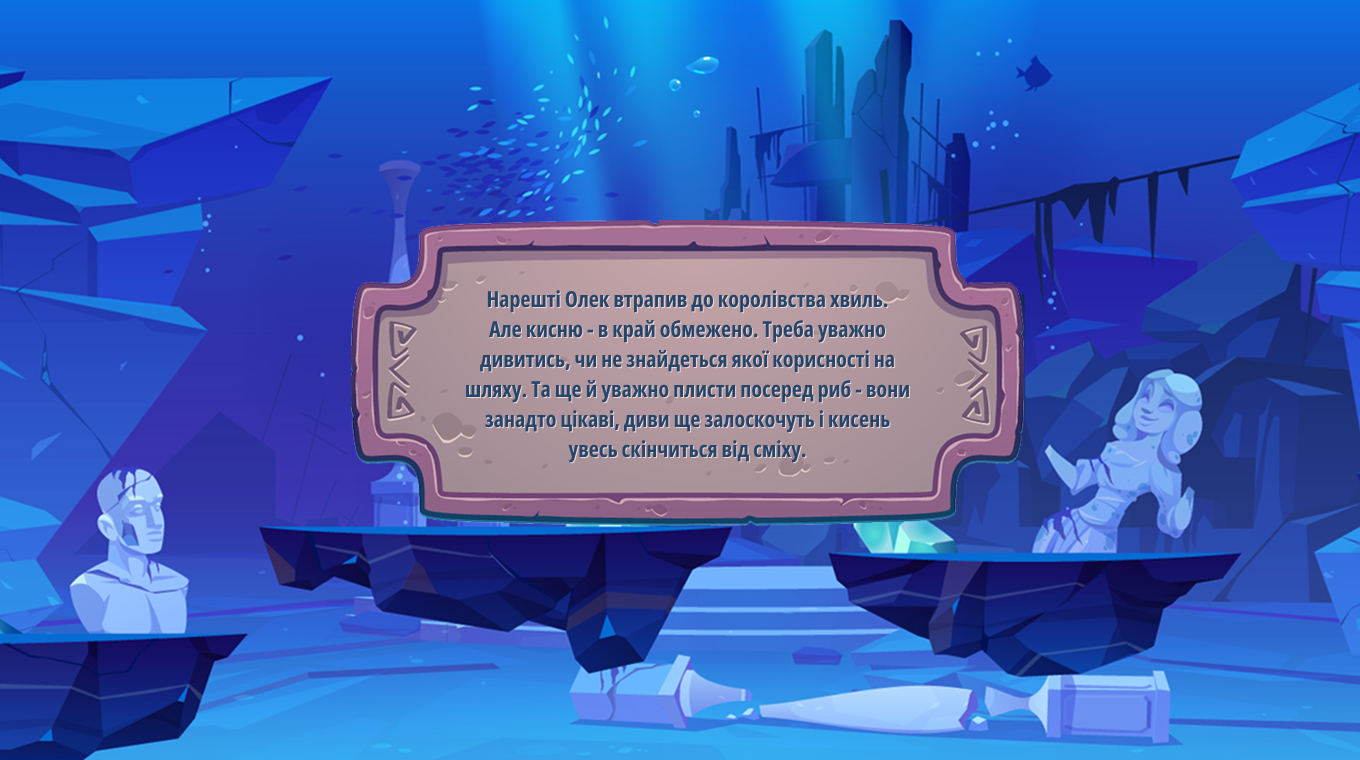 Нарешті Олек втрапив до королівства хвиль.
Але кисню - в край обмежено. Треба уважно
дивитись, чи не знайдеться якої корисності на
шляху. Та ще й уважно плисти посеред риб - вони
занадто цікаві, диви ще залоскочуть і кисень
увесь скінчиться від сміху.